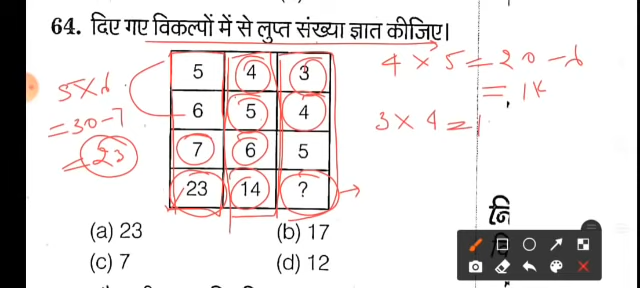 64. दिए गए विकल्पों में से लुप्त संख्या ज्ञात कीजिए।
4 × 5 = 20 - 6
= 14
3 × 4 = 1
5 × 6
= 30 - 7
= 23
5 4 3
6 5 4
7 6 5
23 14 ?
(a) 23 (b) 17
(c) 7 (d) 12